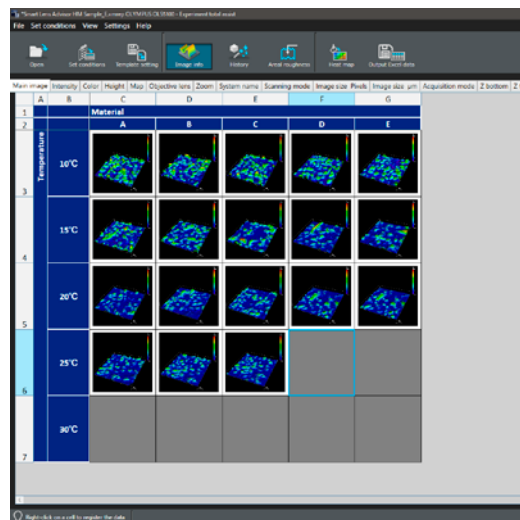 File Set conditions View Settings Help
Open Set conditions Template setting Image info History Areal roughness Heat map Output Excel data
Main image Intensity Color Height Map Objective lens Zoom System name Scanning mode Image size Pixels Image size µm Acquisition mode Z bottom Z
A B C D E F G
1 Material
2 A B C D E
Temperature
3 10°C
4 15°C
5 20°C
6 25°C
7 30°C
Right-click on a cell to register the data